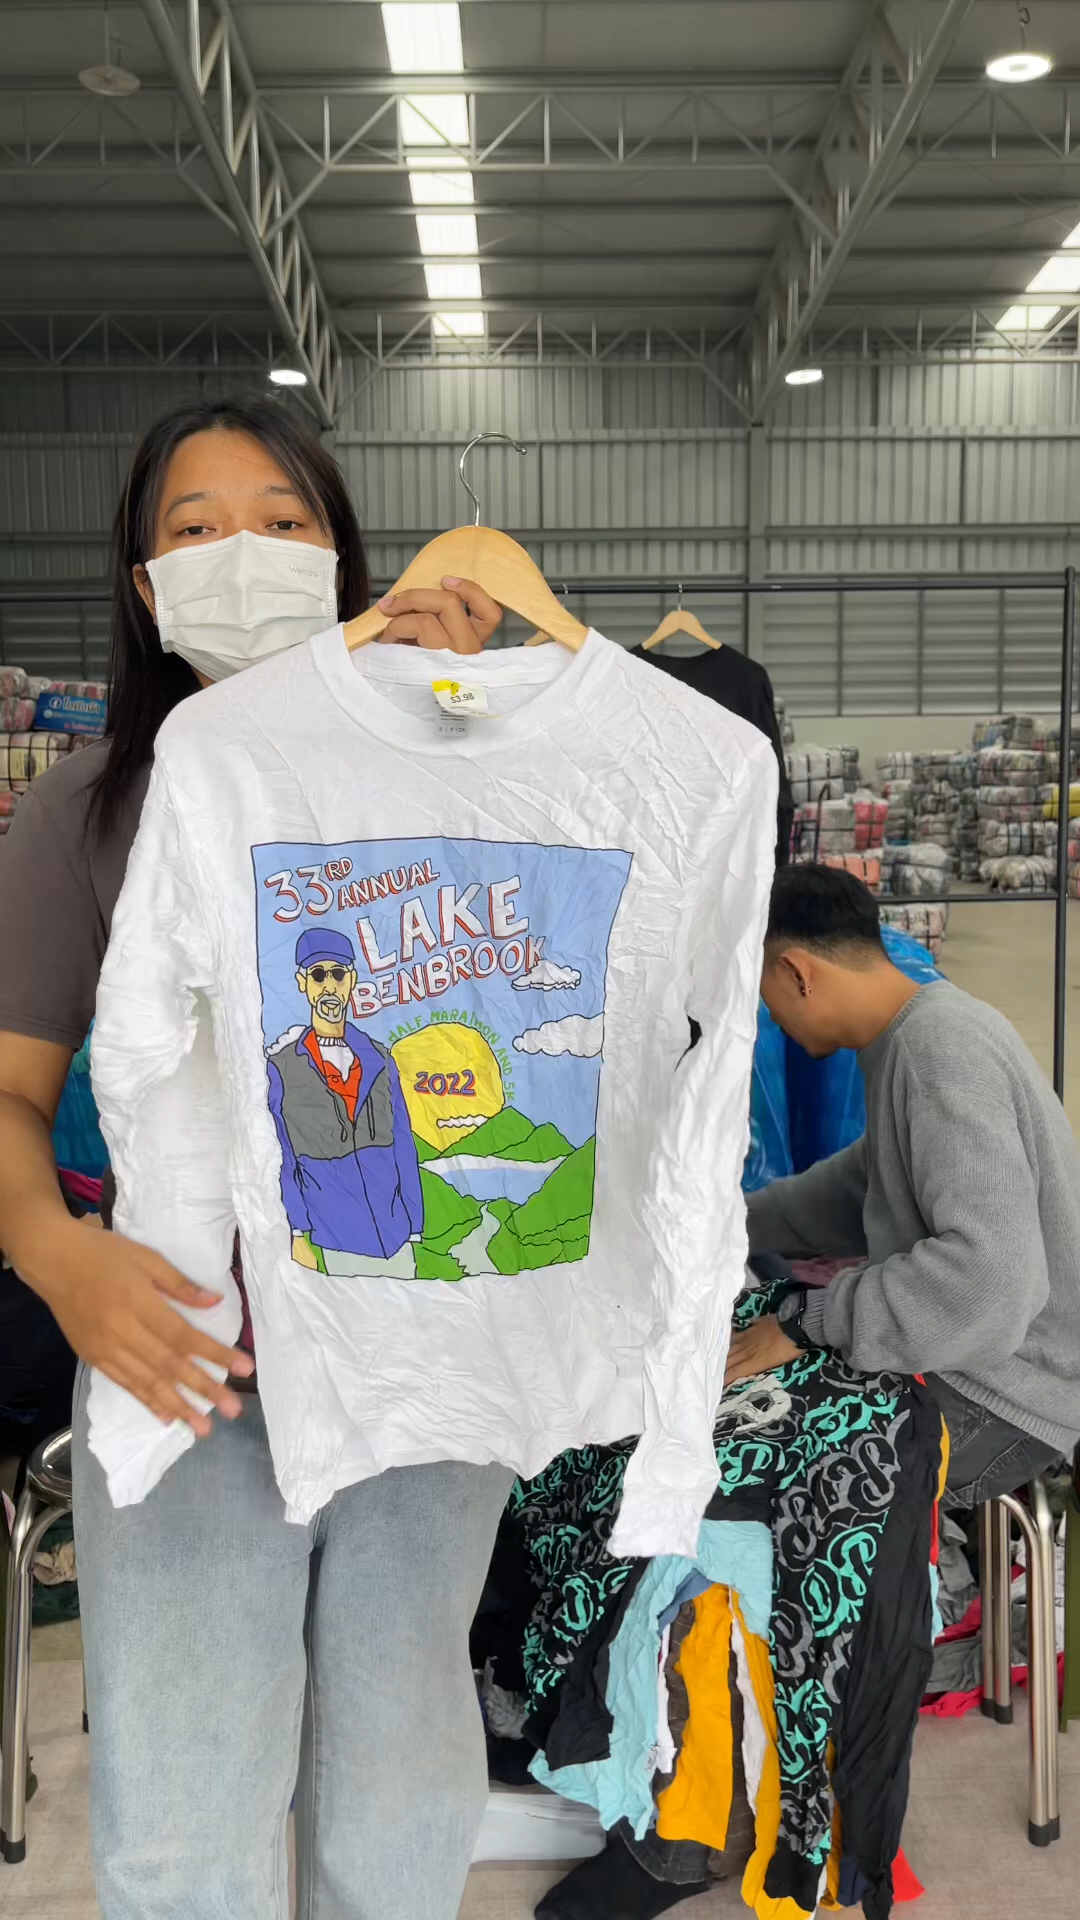 $3.98
33RD
ANNUAL
LAKE
BENBROOK
HALF MARATHON AND 5K
2022